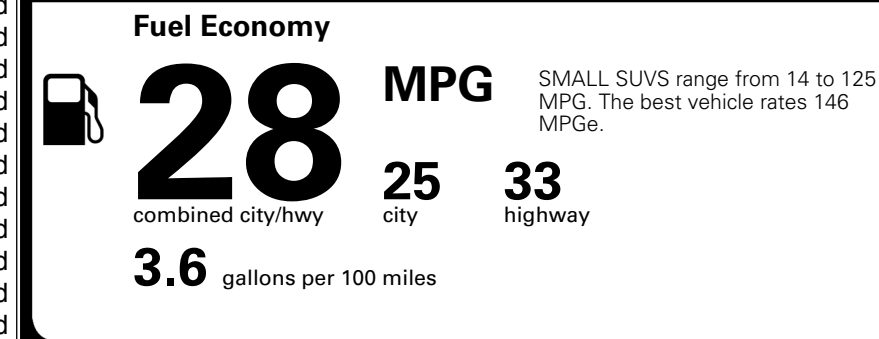 Fuel Economy
28
MPG
SMALL SUVS range from 14 to 125
MPG. The best vehicle rates 146
MPGe.
combined city/hwy
25
city
33
highway
3.6 gallons per 100 miles
d
d
d
d
d
d
d
d
d
d
d